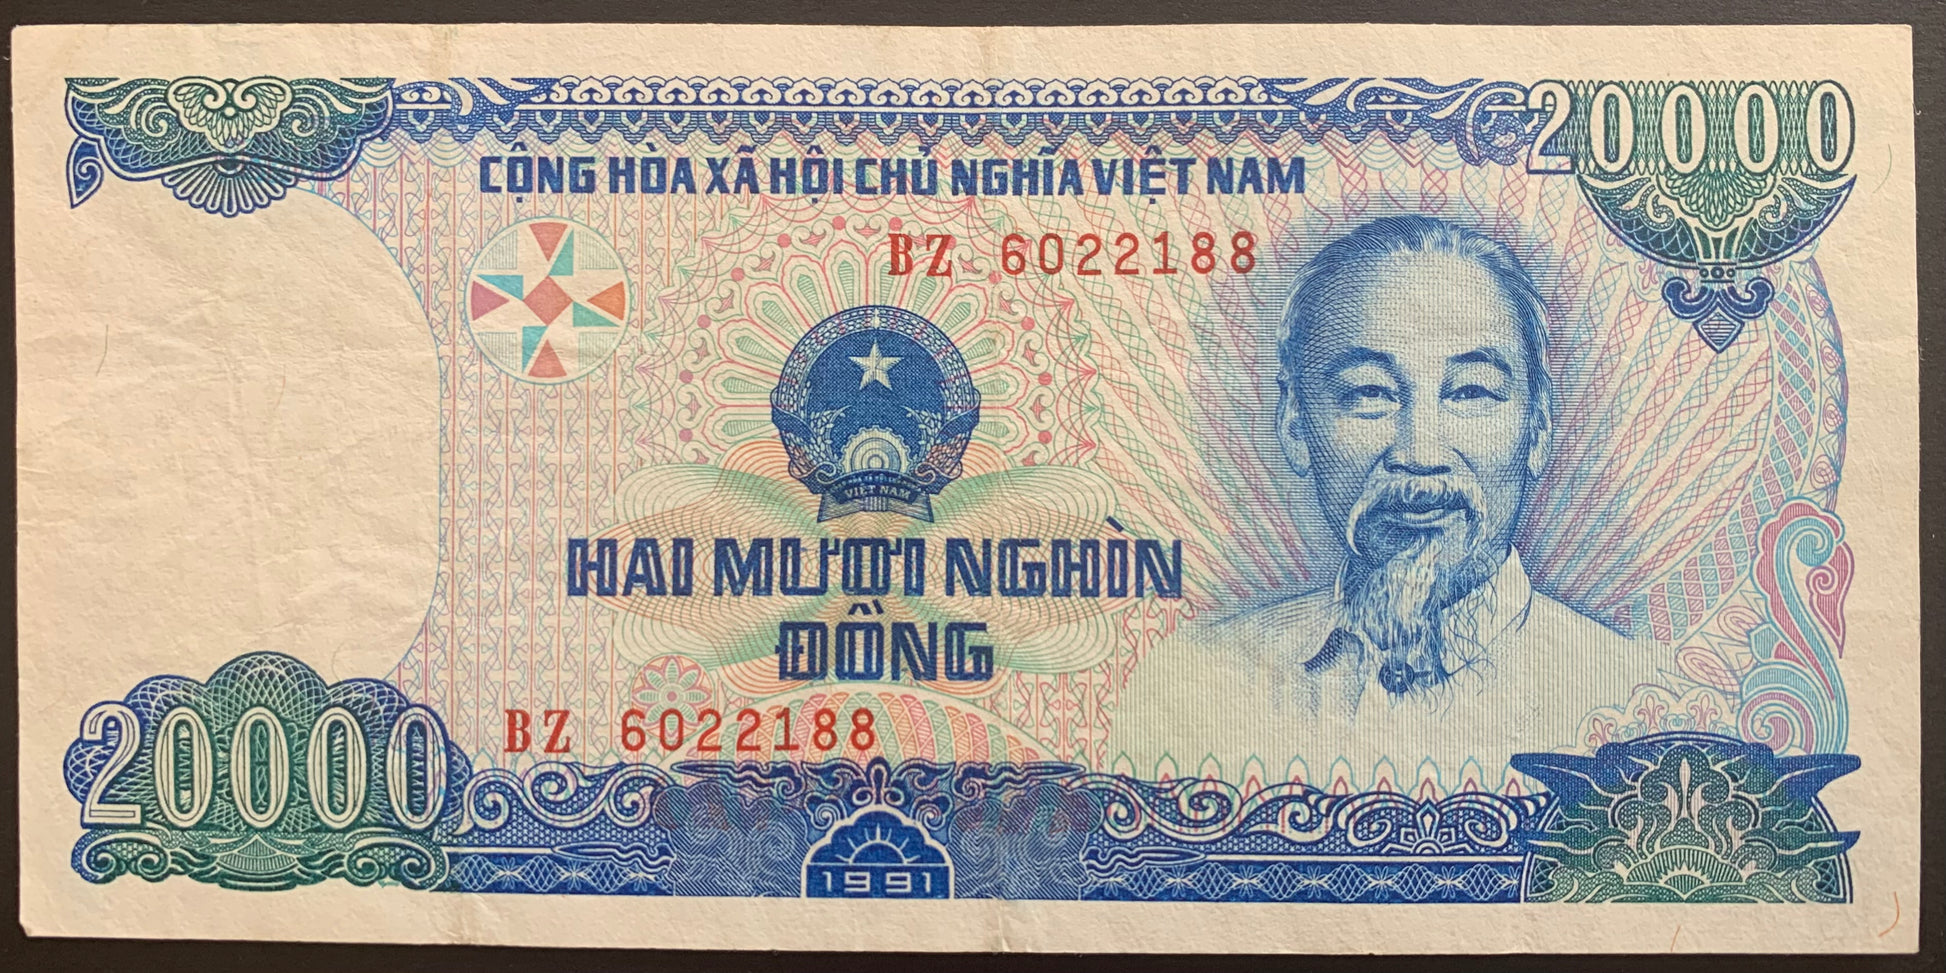 20000
CỘNG HÒA XÃ HỘI CHỦ NGHĨA VIỆT NAM
BZ 6022188
VIỆT NAM
HAI MƯƠI NGHÌN
ĐỒNG
BZ 6022188
20000
1991